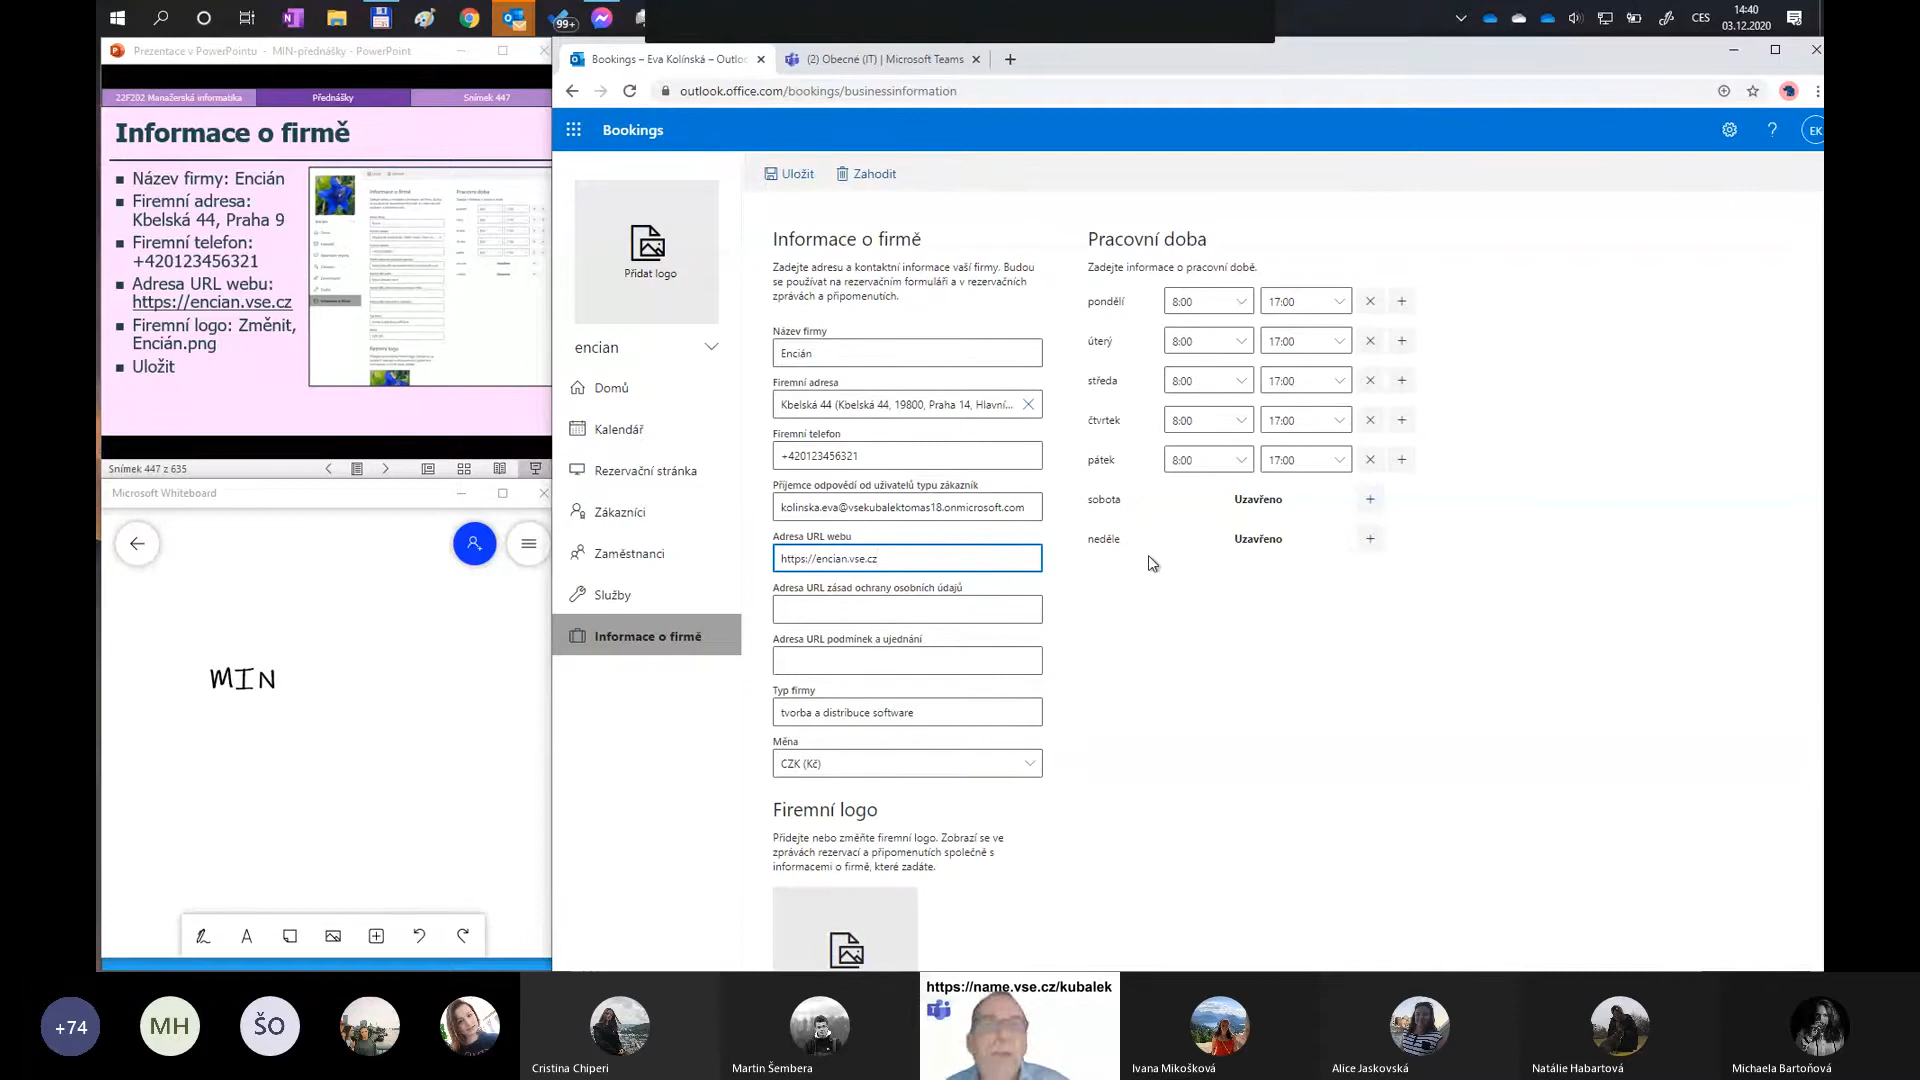 99+
CES
14:40
03.12.2020
Prezentace v PowerPointu - MIN-přednášky - PowerPoint
22F202 Manažerská informatika
Přednášky
Snímek 447
Informace o firmě
Název firmy: Encián
Firemní adresa:
Kbelská 44, Praha 9
Firemní telefon:
+420123456321
Adresa URL webu:
https://encian.vse.cz
Firemní logo: Změnit,
Encián.png
Uložit
Snímek 447 z 635
Microsoft Whiteboard
MIN
Bookings – Eva Kolínská – Outlo
(2) Obecné (IT) | Microsoft Teams
outlook.office.com/bookings/businessinformation
Bookings
EK
Přidat logo
encian
Domů
Kalendář
Rezervační stránka
Zákazníci
Zaměstnanci
Služby
Informace o firmě
Uložit
Zahodit
Informace o firmě
Zadejte adresu a kontaktní informace vaší firmy. Budou
se používat na rezervačním formuláři a v rezervačních
zprávách a připomenutích.
Název firmy
Encián
Firemní adresa
Kbelská 44 (Kbelská 44, 19800, Praha 14, Hlavní...
Firemní telefon
+420123456321
Příjemce odpovědí od uživatelů typu zákazník
kolinska.eva@vsekubalektomas18.onmicrosoft.com
Adresa URL webu
https://encian.vse.cz
Adresa URL zásad ochrany osobních údajů
Adresa URL podmínek a ujednání
Typ firmy
tvorba a distribuce software
Měna
CZK (Kč)
Firemní logo
Přidejte nebo změňte firemní logo. Zobrazí se ve
zprávách rezervací a připomenutích společně s
informacemi o firmě, které zadáte.
Pracovní doba
Zadejte informace o pracovní době.
pondělí 8:00 17:00
úterý 8:00 17:00
středa 8:00 17:00
čtvrtek 8:00 17:00
pátek 8:00 17:00
sobota Uzavřeno
neděle Uzavřeno
+74
MH
ŠO
Cristina Chiperi
Martin Šembera
https://name.vse.cz/kubalek
Ivana Mikošková
Alice Jaskovská
Natálie Habartová
Michaela Bartoňová